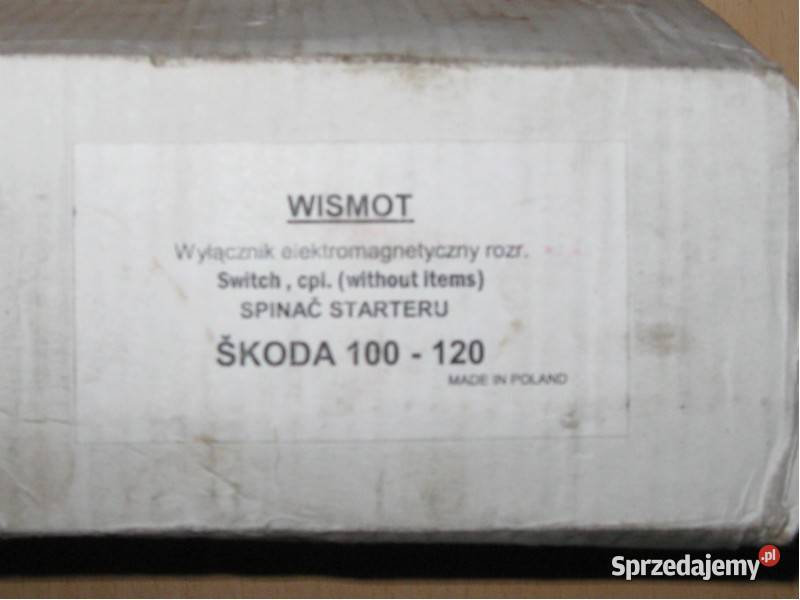 WISMOT
Wyłącznik elektromagnetyczny rozr.
Switch , cpl. (without items)
SPINAČ STARTERU
ŠKODA 100 - 120
MADE IN POLAND
Sprzedajemy.pl